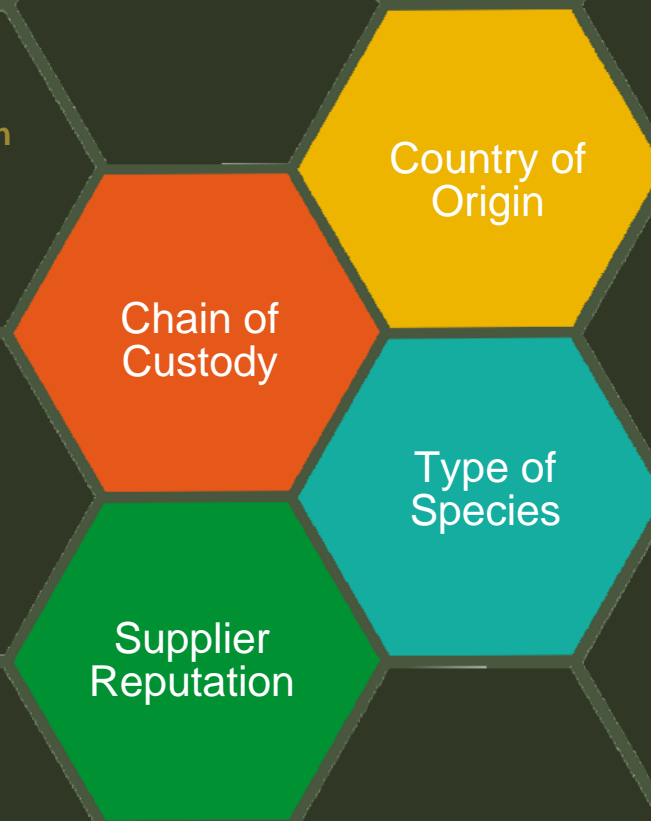 Country of
Origin
Chain of
Custody
Type of
Species
Supplier
Reputation